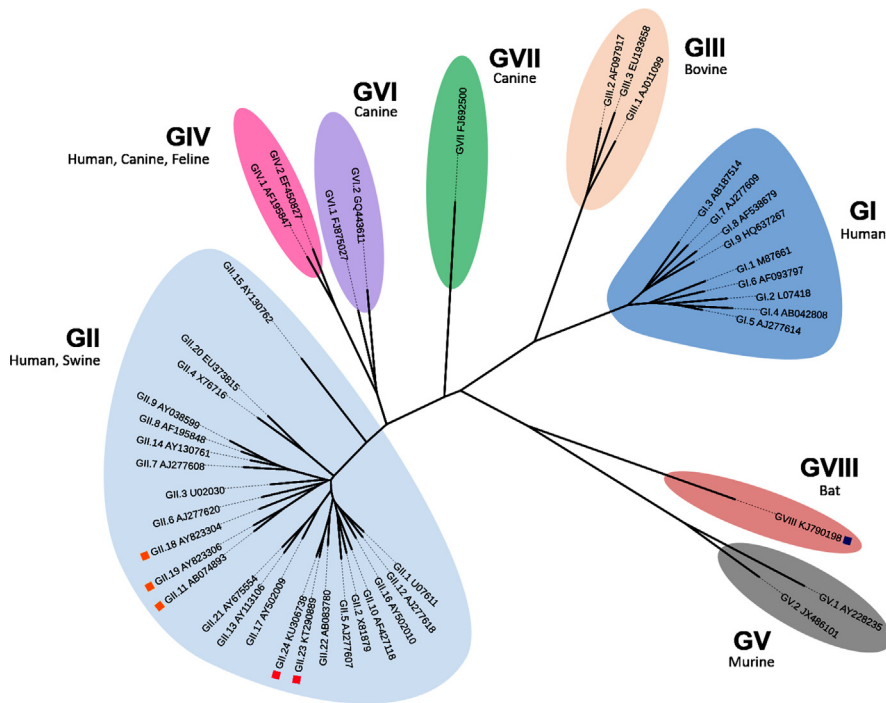 GIII
Bovine
GIII.2 AF097917
GIII.3 EU193658
GIII.1 AJ011099
GVII
Canine
GVII FJ692500
GVI
Canine
GVI.2 GQ443611
GVI.1 FJ875027
GIV
Human, Canine, Feline
GIV.2 EF450827
GIV.1 AF195847
GI
Human
GI.3 AB187514
GI.7 AJ277609
GI.8 AF538679
GI.9 HQ637267
GI.1 M87661
GI.6 AF093797
GI.2 L07418
GI.4 AB042808
GI.5 AJ277614
GII
Human, Swine
GII.15 AY130762
GII.20 EU373815
GII.4 X76716
GII.9 AY038599
GII.8 AF195848
GII.14 AY130761
GII.7 AJ277608
GII.3 U02030
GII.6 AJ277620
GII.18 AY823304
GII.19 AY823306
GII.11 AB074893
GII.21 AY675554
GII.13 AY113106
GII.17 AY502009
GII.24 KU306738
GII.23 KT290889
GII.22 AB083780
GII.5 AJ277607
GII.2 X81879
GII.10 AF427118
GII.16 AY502010
GII.12 AJ277618
GII.1 U07611
GVIII
Bat
GVIII KJ790198
GV.1 AY228235
GV.2 JX486101
GV
Murine